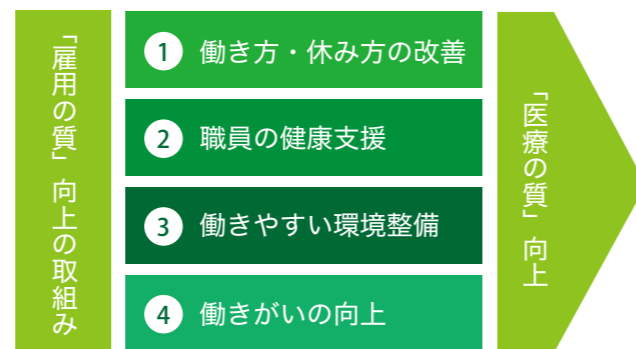 「雇用の質」向上の取組み
1 働き方・休み方の改善
2 職員の健康支援
3 働きやすい環境整備
4 働きがいの向上
「医療の質」向上